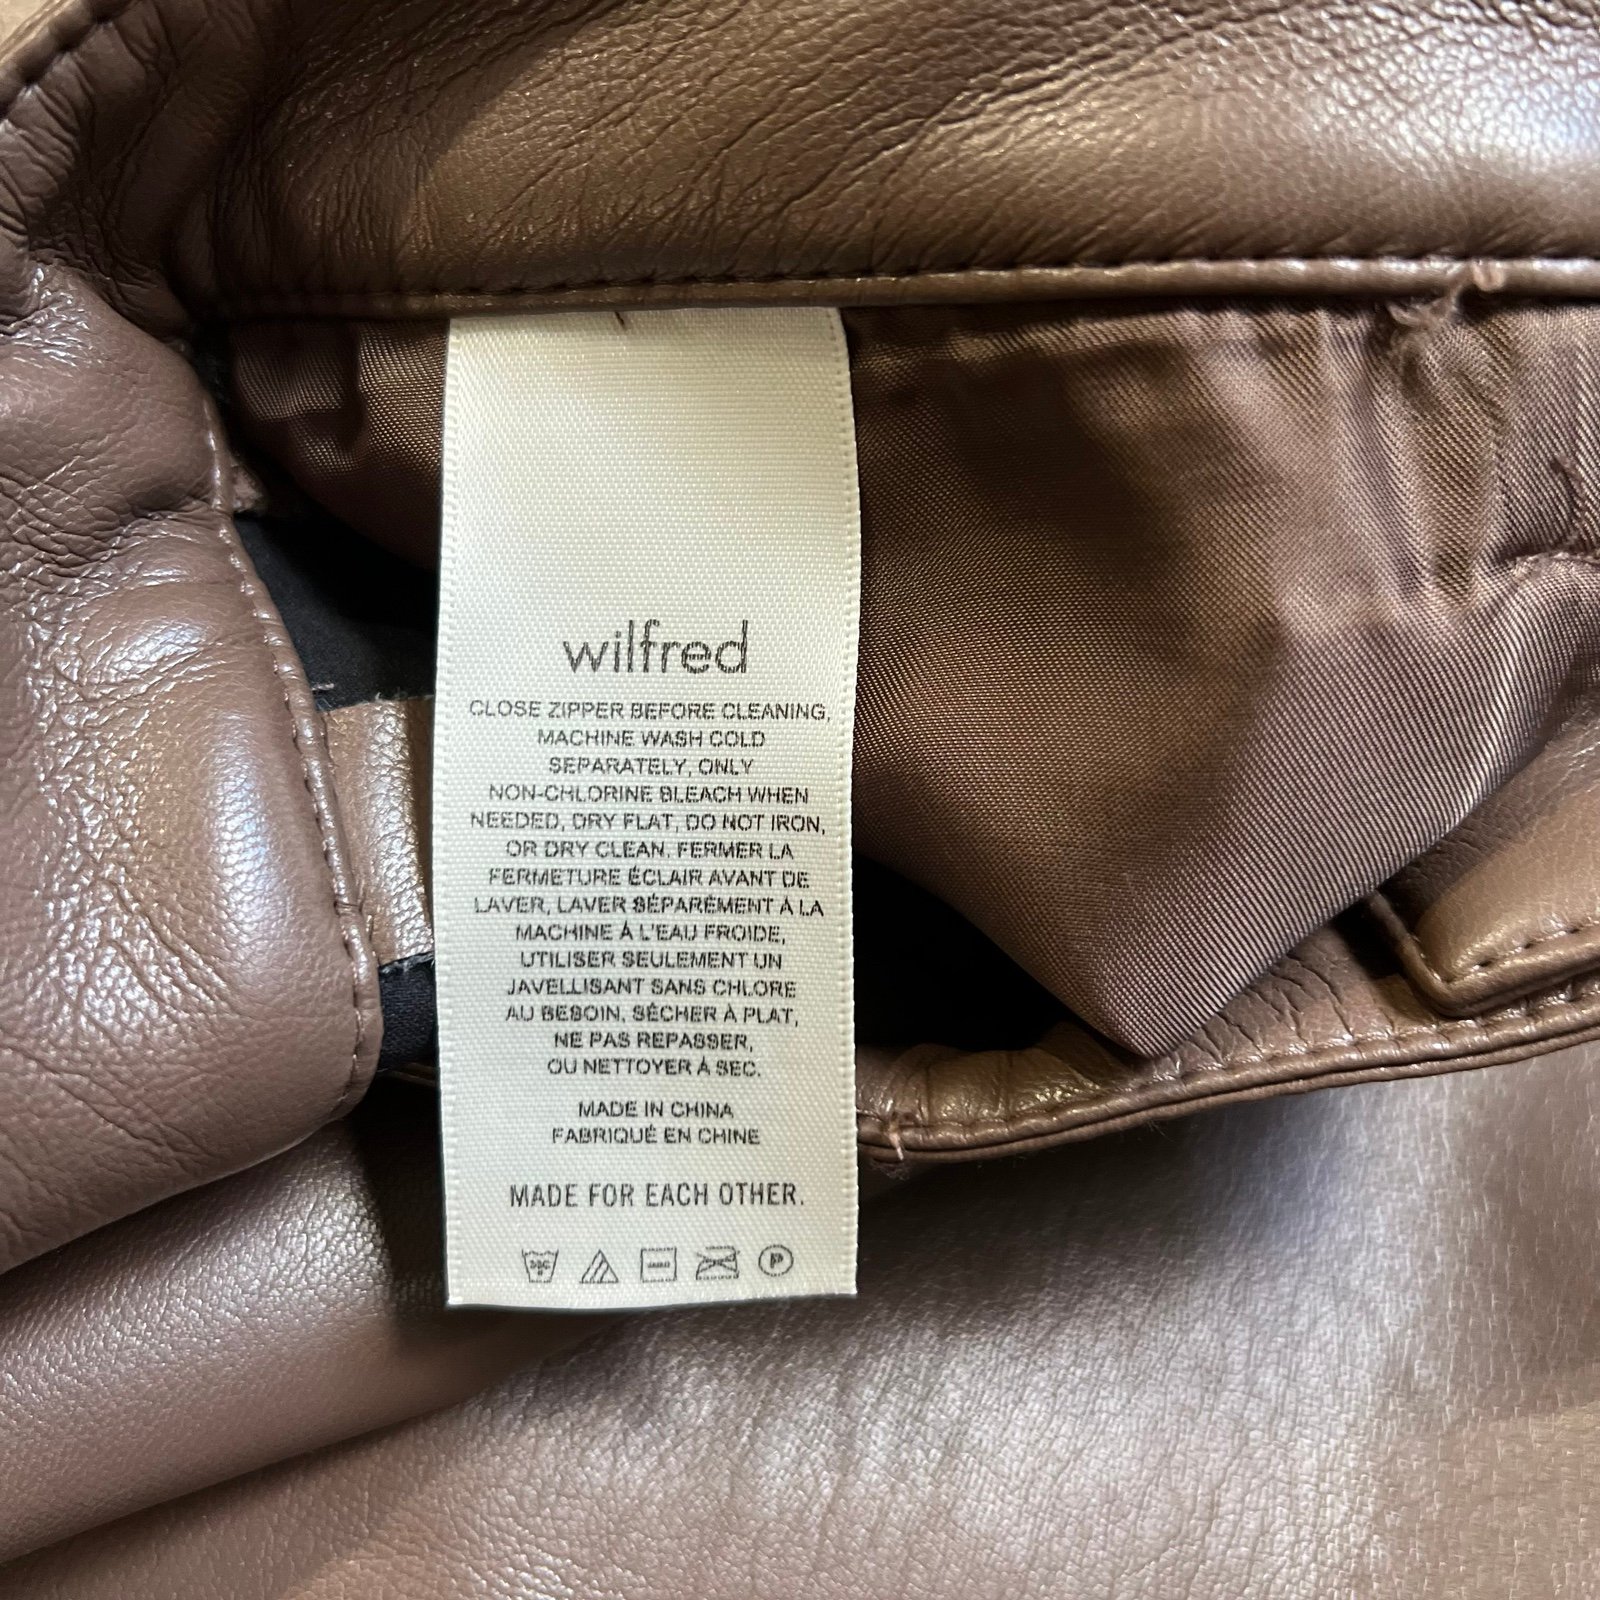 wilfred
CLOSE ZIPPER BEFORE CLEANING,
MACHINE WASH COLD
SEPARATELY, ONLY
NON-CHLORINE BLEACH WHEN
NEEDED, DRY FLAT, DO NOT IRON,
OR DRY CLEAN. FERMER LA
FERMETURE ÉCLAIR AVANT DE
LAVER, LAVER SÉPARÉMENT À LA
MACHINE À L'EAU FROIDE,
UTILISER SEULEMENT UN
JAVELLISANT SANS CHLORE
AU BESOIN, SÉCHER À PLAT,
NE PAS REPASSER,
OU NETTOYER À SEC.
MADE IN CHINA
FABRIQUÉ EN CHINE
MADE FOR EACH OTHER.
P